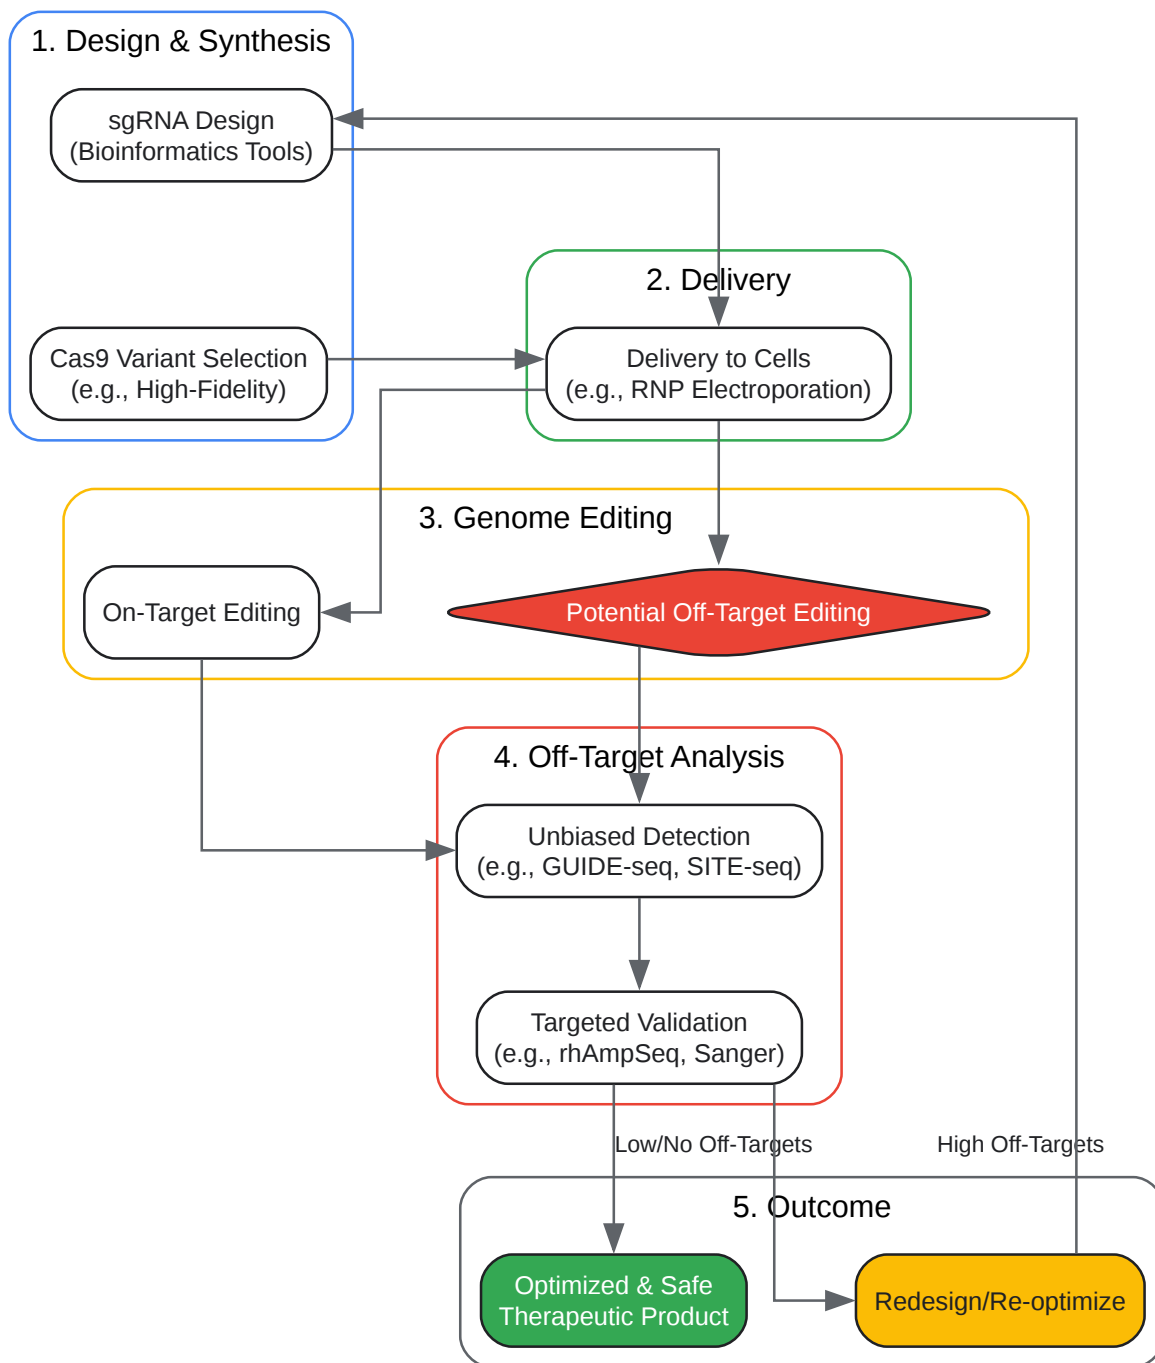 1. Design & Synthesis
sgRNA Design
(Bioinformatics Tools)
Cas9 Variant Selection
(e.g., High-Fidelity)
2. Delivery
Delivery to Cells
(e.g., RNP Electroporation)
3. Genome Editing
On-Target Editing
Potential Off-Target Editing
4. Off-Target Analysis
Unbiased Detection
(e.g., GUIDE-seq, SITE-seq)
Targeted Validation
(e.g., rhAmpSeq, Sanger)
Low/No Off-Targets
High Off-Targets
5. Outcome
Optimized & Safe
Therapeutic Product
Redesign/Re-optimize